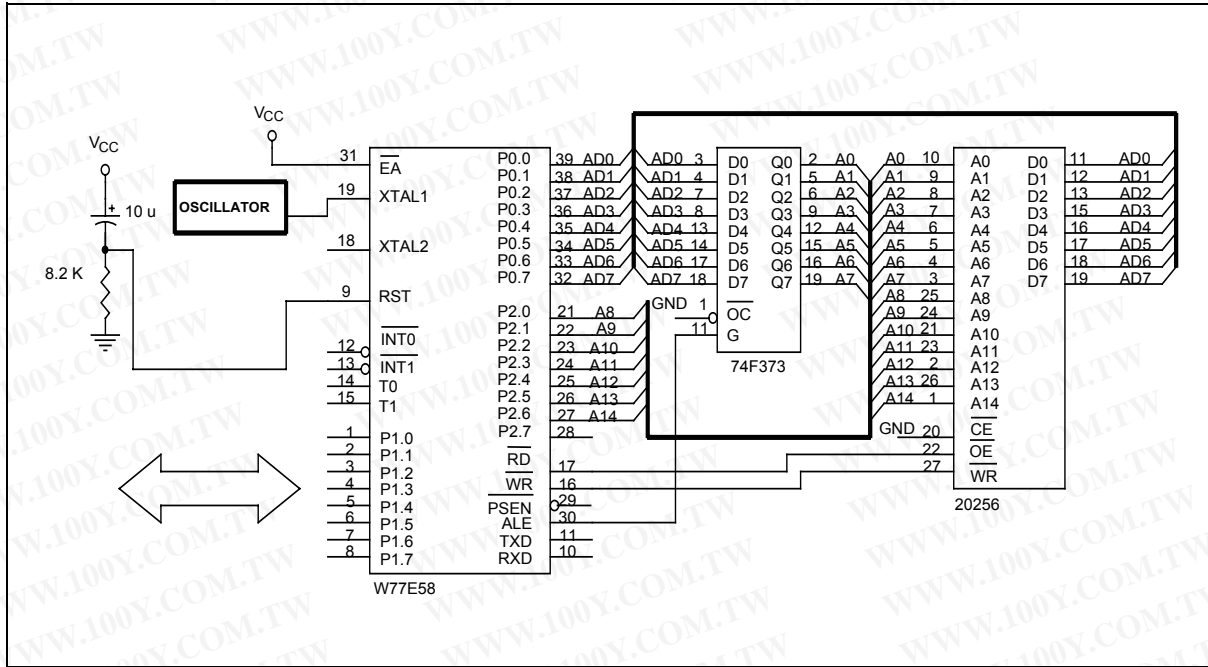 VCC
VCC
10 u
8.2 K
OSCILLATOR
31 EA
19 XTAL1
18 XTAL2
9 RST
12 INT0
13 INT1
14 T0
15 T1
1 P1.0
2 P1.1
3 P1.2
4 P1.3
5 P1.4
6 P1.5
7 P1.6
8 P1.7
P0.0 39 AD0
P0.1 38 AD1
P0.2 37 AD2
P0.3 36 AD3
P0.4 35 AD4
P0.5 34 AD5
P0.6 33 AD6
P0.7 32 AD7
P2.0 21 A8
P2.1 22 A9
P2.2 23 A10
P2.3 24 A11
P2.4 25 A12
P2.5 26 A13
P2.6 27 A14
P2.7 28
RD 17
WR 16
PSEN 29
ALE 30
TXD 11
RXD 10
W77E58
AD0 3 D0 Q0 2 A0
AD1 4 D1 Q1 5 A1
AD2 7 D2 Q2 6 A2
AD3 8 D3 Q3 9 A3
AD4 13 D4 Q4 12 A4
AD5 14 D5 Q5 15 A5
AD6 17 D6 Q6 16 A6
AD7 18 D7 Q7 19 A7
GND 1 OC
11 G
74F373
A0 10 A0 D0 11 AD0
A1 9 A1 D1 12 AD1
A2 8 A2 D2 13 AD2
A3 7 A3 D3 15 AD3
A4 6 A4 D4 16 AD4
A5 5 A5 D5 17 AD5
A6 4 A6 D6 18 AD6
A7 3 A7 D7 19 AD7
A8 25 A8
A9 24 A9
A10 21 A10
A11 23 A11
A12 2 A12
A13 26 A13
A14 1 A14
GND 20 CE
22 OE
27 WR
20256
WWW.100Y.COM.TW